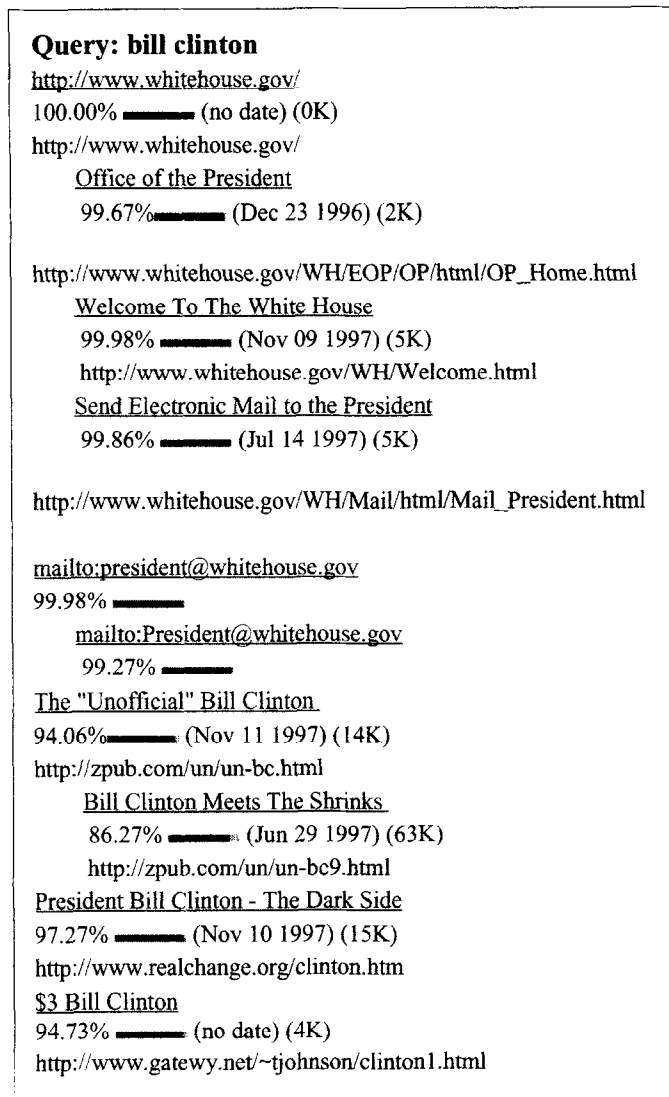 Query: bill clinton
http://www.whitehouse.gov/
100.00% (no date) (0K)
http://www.whitehouse.gov/
Office of the President
99.67% (Dec 23 1996) (2K)
http://www.whitehouse.gov/WH/EOP/OP/html/OP_Home.html
Welcome To The White House
99.98% (Nov 09 1997) (5K)
http://www.whitehouse.gov/WH/Welcome.html
Send Electronic Mail to the President
99.86% (Jul 14 1997) (5K)
http://www.whitehouse.gov/WH/Mail/html/Mail_President.html
mailto:president@whitehouse.gov
99.98%
mailto:President@whitehouse.gov
99.27%
The "Unofficial" Bill Clinton
94.06% (Nov 11 1997) (14K)
http://zpub.com/un/un-bc.html
Bill Clinton Meets The Shrinks
86.27% (Jun 29 1997) (63K)
http://zpub.com/un/un-bc9.html
President Bill Clinton - The Dark Side
97.27% (Nov 10 1997) (15K)
http://www.realchange.org/clinton.htm
$3 Bill Clinton
94.73% (no date) (4K)
http://www.gatewy.net/~tjohnson/clinton1.html